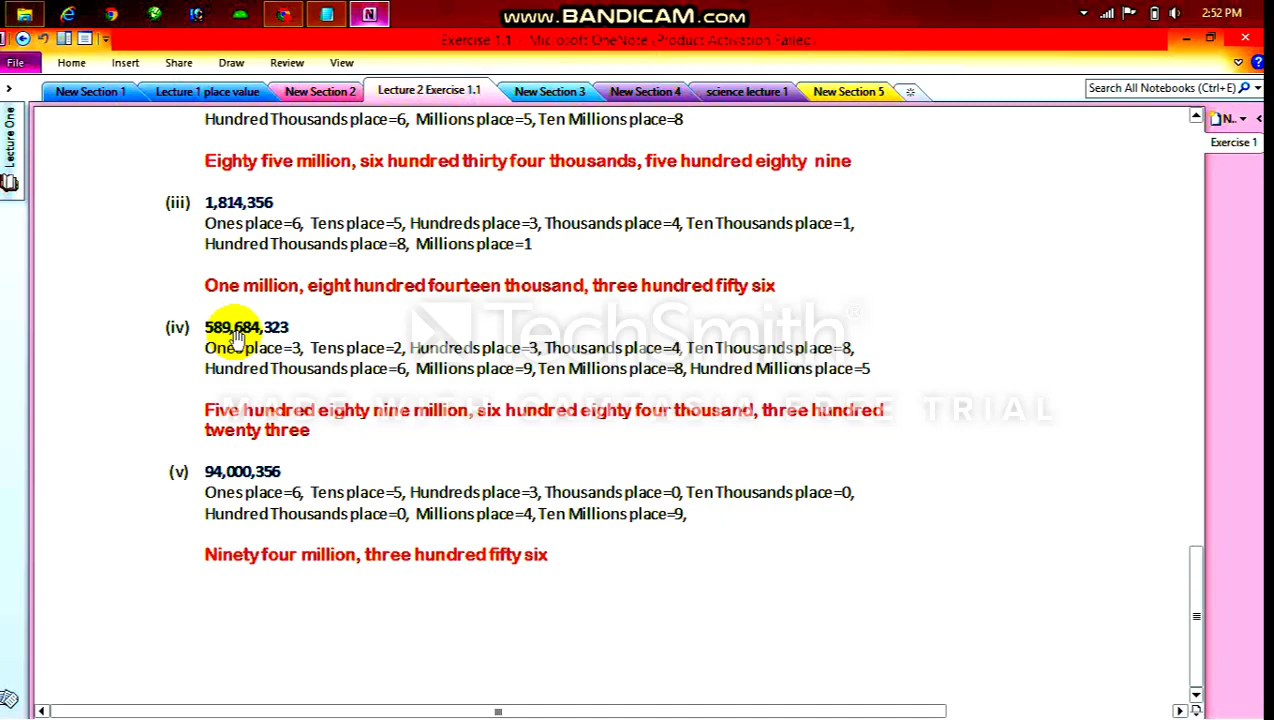 WWW.BANDICAM.COM
2:52 PM
Exercise 1.1 - Microsoft OneNote (Product Activation Failed)
File Home Insert Share Draw Review View
New Section 1 Lecture 1 place value New Section 2 Lecture 2 Exercise 1.1 New Section 3 New Section 4 science lecture 1 New Section 5 Search All Notebooks (Ctrl+E)
Lecture One
N..
Exercise 1
Hundred Thousands place=6, Millions place=5, Ten Millions place=8
Eighty five million, six hundred thirty four thousands, five hundred eighty nine
(iii) 1,814,356
Ones place=6, Tens place=5, Hundreds place=3, Thousands place=4, Ten Thousands place=1,
Hundred Thousands place=8, Millions place=1
One million, eight hundred fourteen thousand, three hundred fifty six
(iv) 589,684,323
Ones place=3, Tens place=2, Hundreds place=3, Thousands place=4, Ten Thousands place=8,
Hundred Thousands place=6, Millions place=9, Ten Millions place=8, Hundred Millions place=5
TechSmith
MADE WITH CAMTASIA FREE TRIAL
Five hundred eighty nine million, six hundred eighty four thousand, three hundred
twenty three
(v) 94,000,356
Ones place=6, Tens place=5, Hundreds place=3, Thousands place=0, Ten Thousands place=0,
Hundred Thousands place=0, Millions place=4, Ten Millions place=9,
Ninety four million, three hundred fifty six